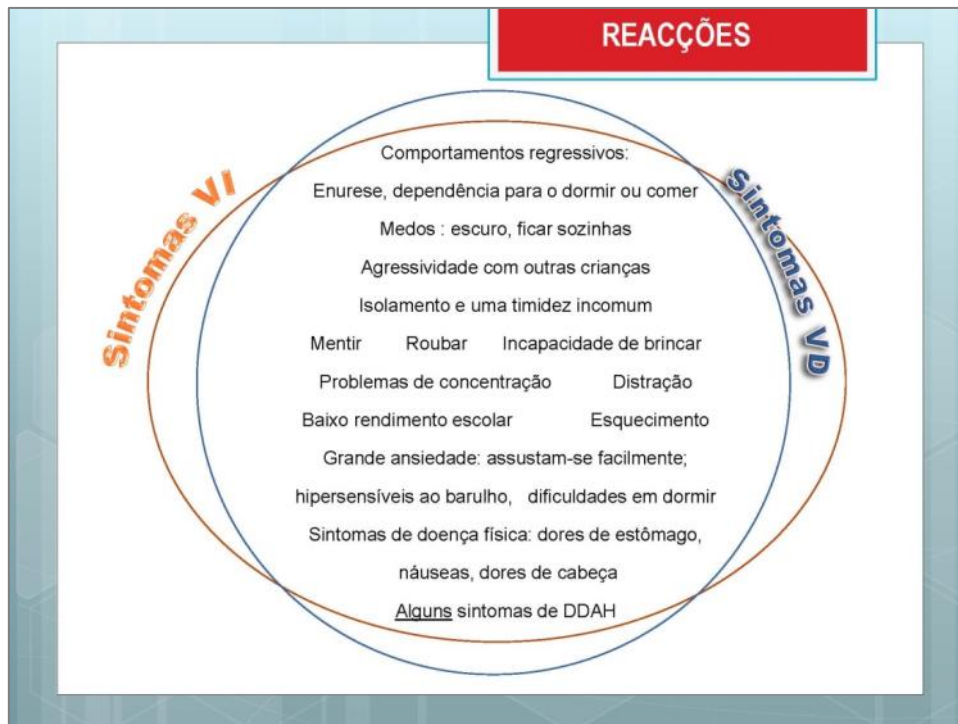 REACÇÕES
Sintomas VI
Sintomas VD
Comportamentos regressivos:
Enurese, dependência para o dormir ou comer
Medos : escuro, ficar sozinhas
Agressividade com outras crianças
Isolamento e uma timidez incomum
Mentir Roubar Incapacidade de brincar
Problemas de concentração Distração
Baixo rendimento escolar Esquecimento
Grande ansiedade: assustam-se facilmente;
hipersensíveis ao barulho, dificuldades em dormir
Sintomas de doença física: dores de estômago,
náuseas, dores de cabeça
Alguns sintomas de DDAH